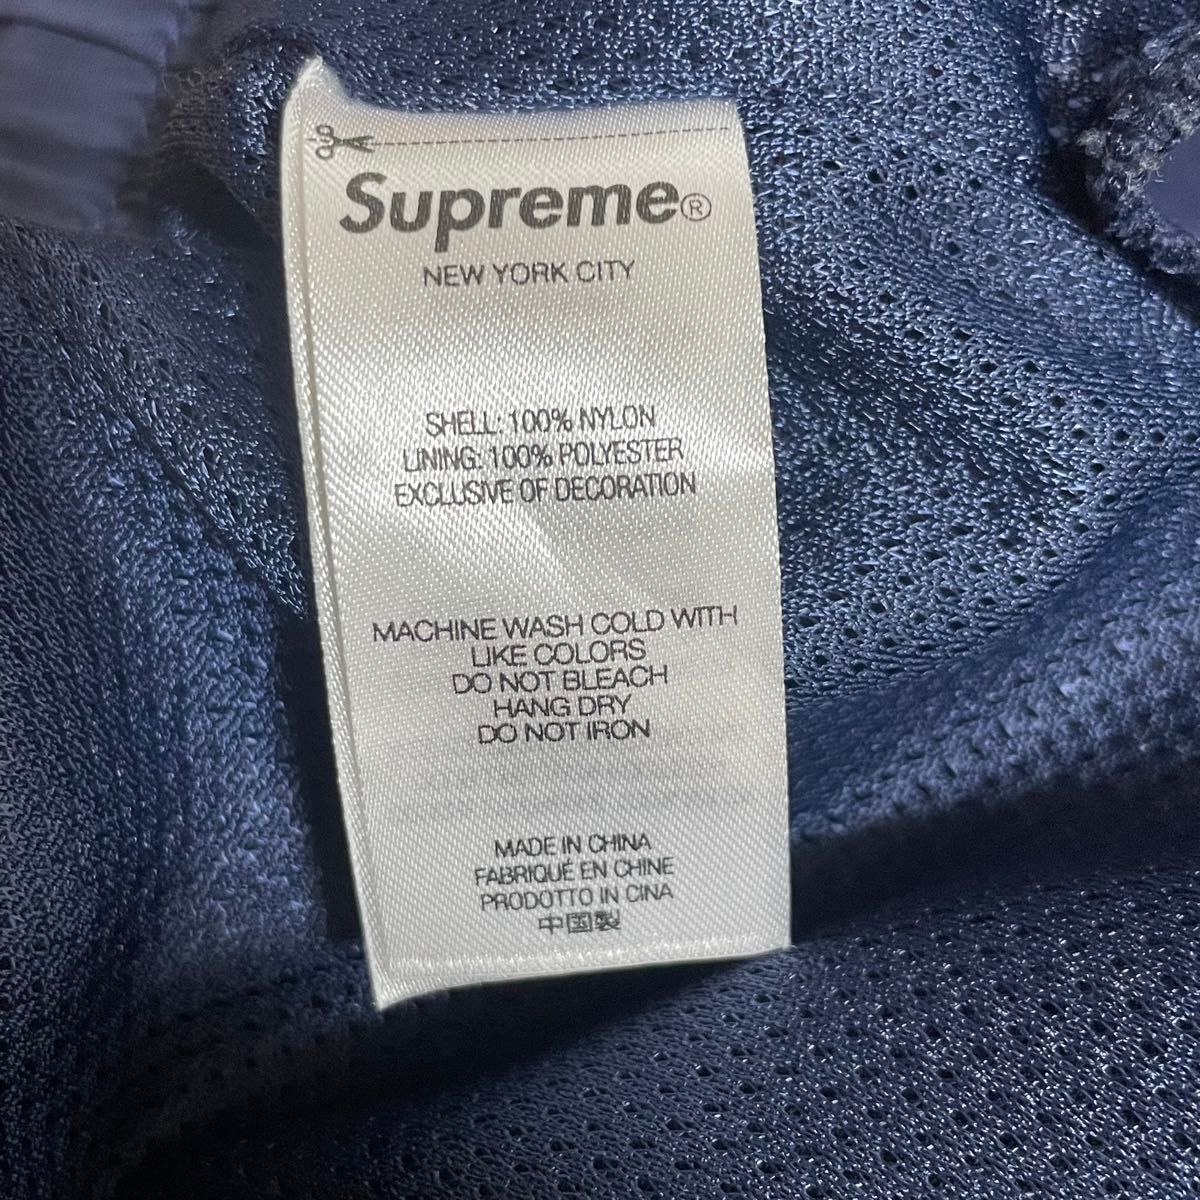 Supreme®
NEW YORK CITY
SHELL: 100% NYLON
LINING: 100% POLYESTER
EXCLUSIVE OF DECORATION
MACHINE WASH COLD WITH
LIKE COLORS
DO NOT BLEACH
HANG DRY
DO NOT IRON
MADE IN CHINA
FABRIQUÉ EN CHINE
PRODOTTO IN CINA
中国製